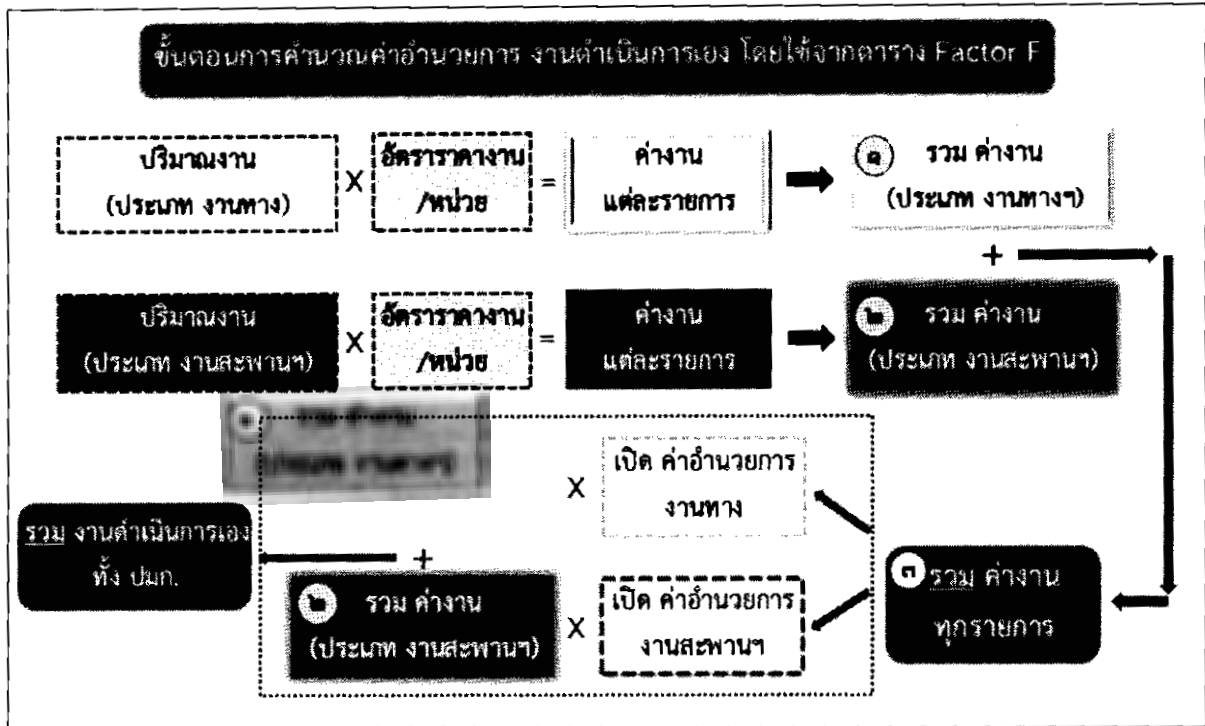 ขั้นตอนการคำนวณค่าอำนวยการ งานดำเนินการเอง โดยใช้จากตาราง Factor F
ปริมาณงาน
(ประเภท งานทาง)
X
อัตราราคางาน
/หน่วย
=
ค่างาน
แต่ละรายการ
๑ รวม ค่างาน
(ประเภท งานทางฯ)
+
ปริมาณงาน
(ประเภท งานสะพานฯ)
X
อัตราราคางาน
/หน่วย
=
ค่างาน
แต่ละรายการ
๒ รวม ค่างาน
(ประเภท งานสะพานฯ)
X
เปิด ค่าอำนวยการ
งานทาง
รวม งานดำเนินการเอง
ทั้ง ปมก.
+
๒ รวม ค่างาน
(ประเภท งานสะพานฯ)
X
เปิด ค่าอำนวยการ
งานสะพานฯ
๓ รวม ค่างาน
ทุกรายการ